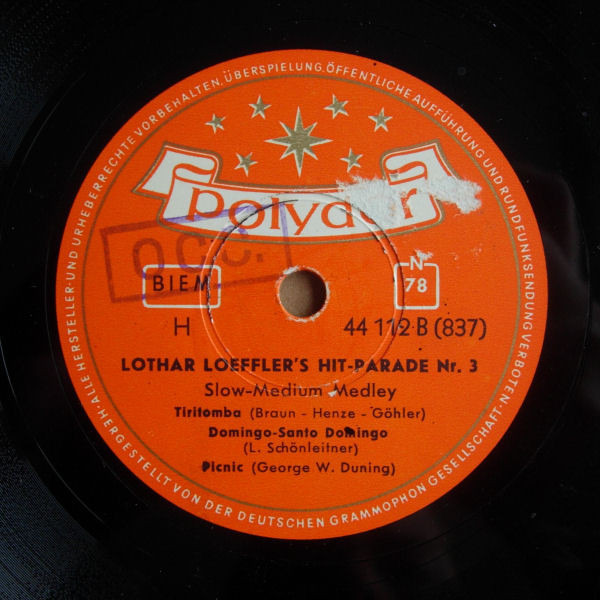 ·ALLE HERSTELLER-UND URHEBERRECHTE VORBEHALTEN. ÜBERSPIELUNG, ÖFFENTLICHE AUFFÜHRUNG UND RUNDFUNKSENDUNG VERBOTEN·
polydor
O.C.C.
BIEM
N
78
H 44 112 B (837)
LOTHAR LOEFFLER'S HIT-PARADE Nr. 3
Slow-Medium Medley
Tiritomba (Braun - Henze - Göhler)
Domingo-Santo Domingo
(L. Schönleitner)
Picnic (George W. Duning)
HERGESTELLT VON DER DEUTSCHEN GRAMMOPHON GESELLSCHAFT